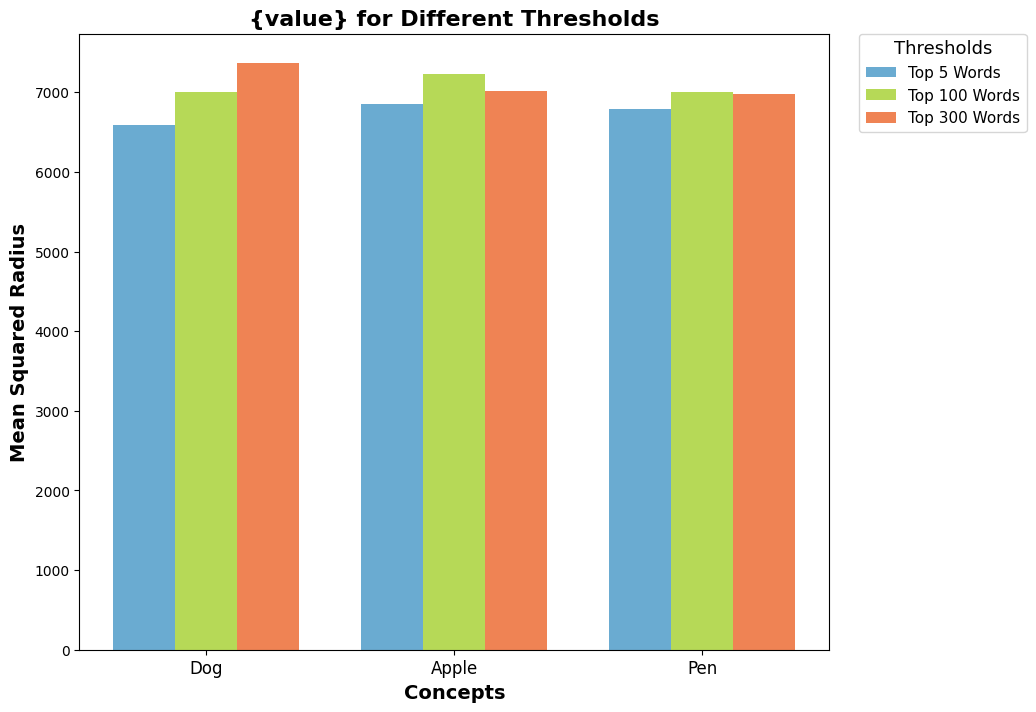 {value} for Different Thresholds
Thresholds
Top 5 Words
Top 100 Words
Top 300 Words
Mean Squared Radius
7000
6000
5000
4000
3000
2000
1000
0
Dog
Apple
Pen
Concepts